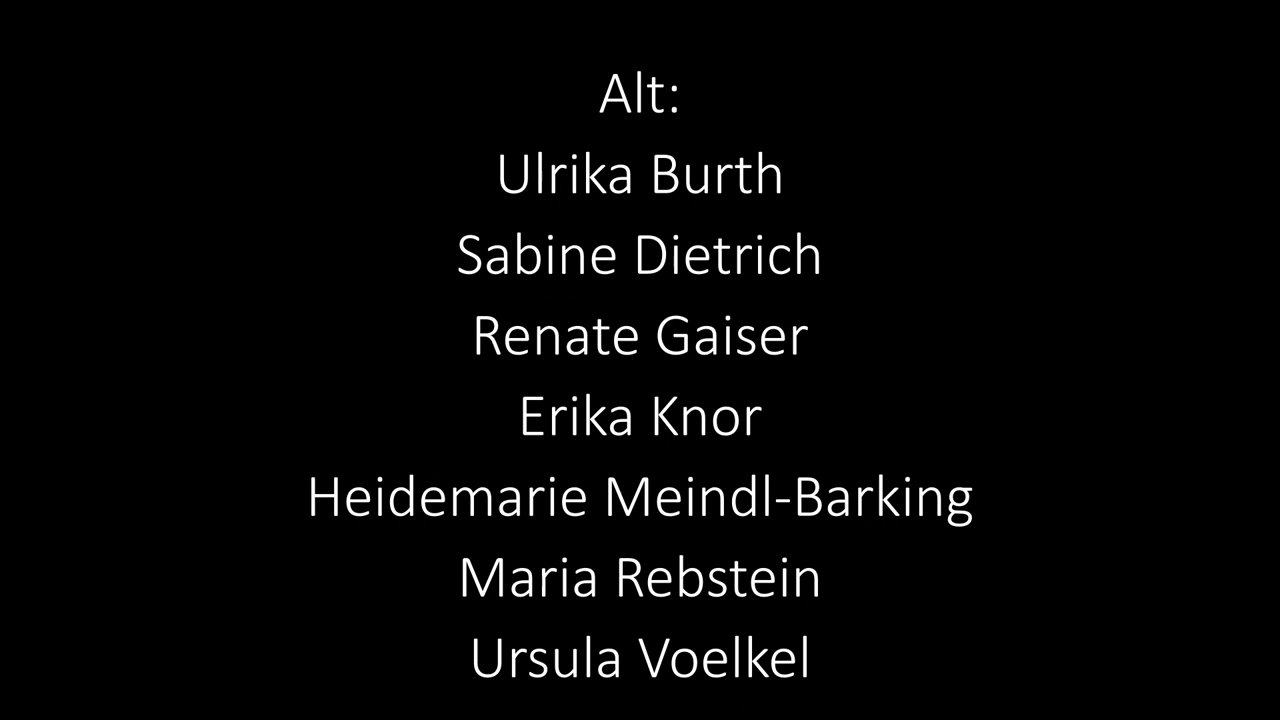 Alt:
Ulrika Burth
Sabine Dietrich
Renate Gaiser
Erika Knor
Heidemarie Meindl-Barking
Maria Rebstein
Ursula Voelkel